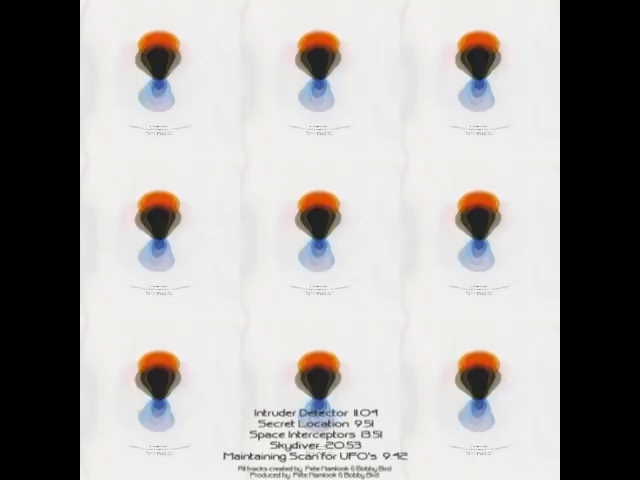 Intruder Detector 11.04
Secret Location 9.51
Space Interceptors 13.51
Skydiver 20.53
Maintaining Scan for UFO's 9.42
All tracks created by Pete Namlook & Bobby Bird
Produced by Pete Namlook & Bobby Bird